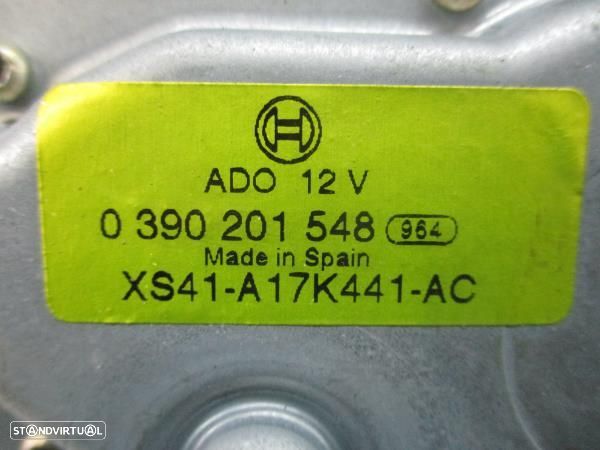 ADO 12 V
0 390 201 548 964
Made in Spain
XS41-A17K441-AC
STANDVIRTUAL